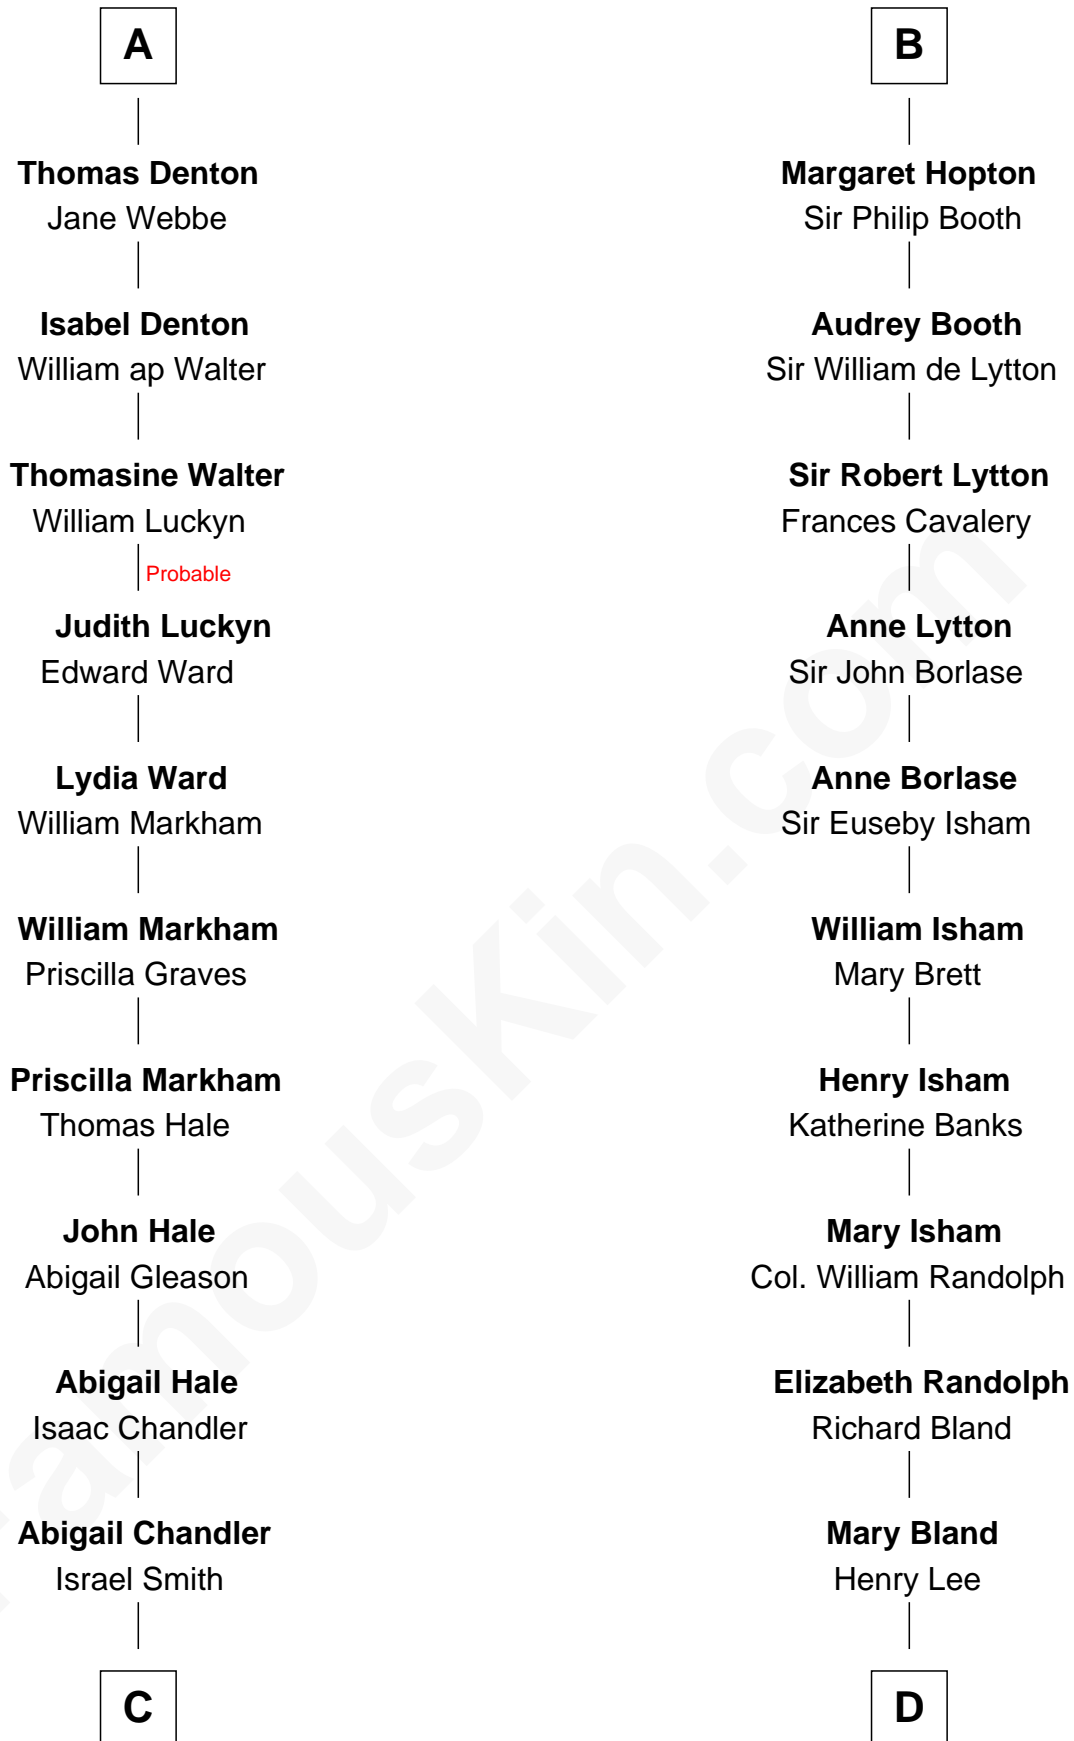 A
Thomas Denton
Jane Webbe
Isabel Denton
William ap Walter
Thomasine Walter
William Luckyn
Probable
Judith Luckyn
Edward Ward
Lydia Ward
William Markham
William Markham
Priscilla Graves
Priscilla Markham
Thomas Hale
John Hale
Abigail Gleason
Abigail Hale
Isaac Chandler
Abigail Chandler
Israel Smith
C
B
Margaret Hopton
Sir Philip Booth
Audrey Booth
Sir William de Lytton
Sir Robert Lytton
Frances Cavalery
Anne Lytton
Sir John Borlase
Anne Borlase
Sir Euseby Isham
William Isham
Mary Brett
Henry Isham
Katherine Banks
Mary Isham
Col. William Randolph
Elizabeth Randolph
Richard Bland
Mary Bland
Henry Lee
D
FamousKin.com